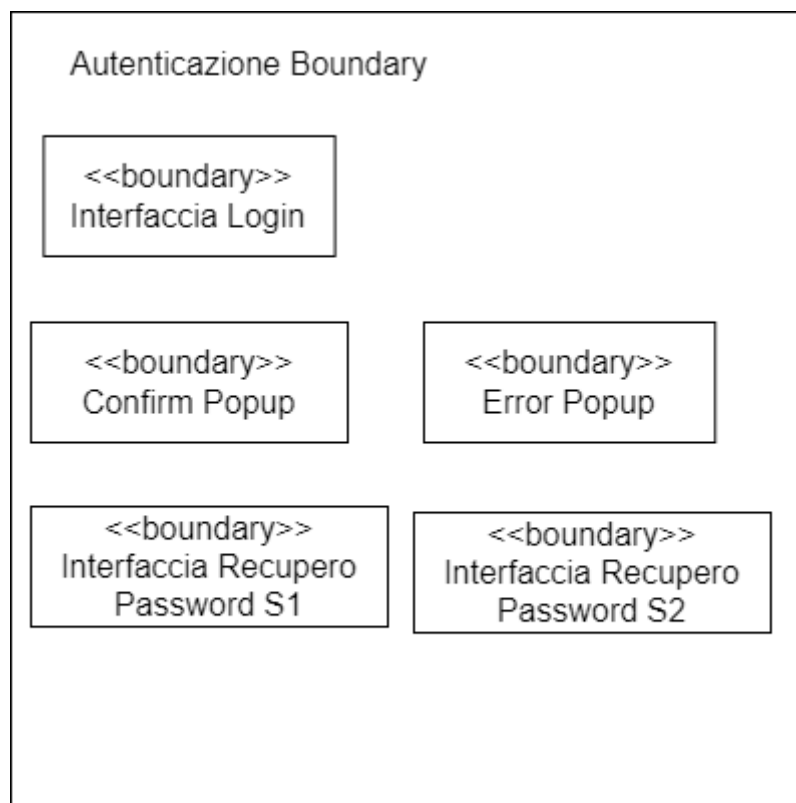 Autenticazione Boundary
<<boundary>>
Interfaccia Login
<<boundary>>
Confirm Popup
<<boundary>>
Error Popup
<<boundary>>
Interfaccia Recupero
Password S1
<<boundary>>
Interfaccia Recupero
Password S2